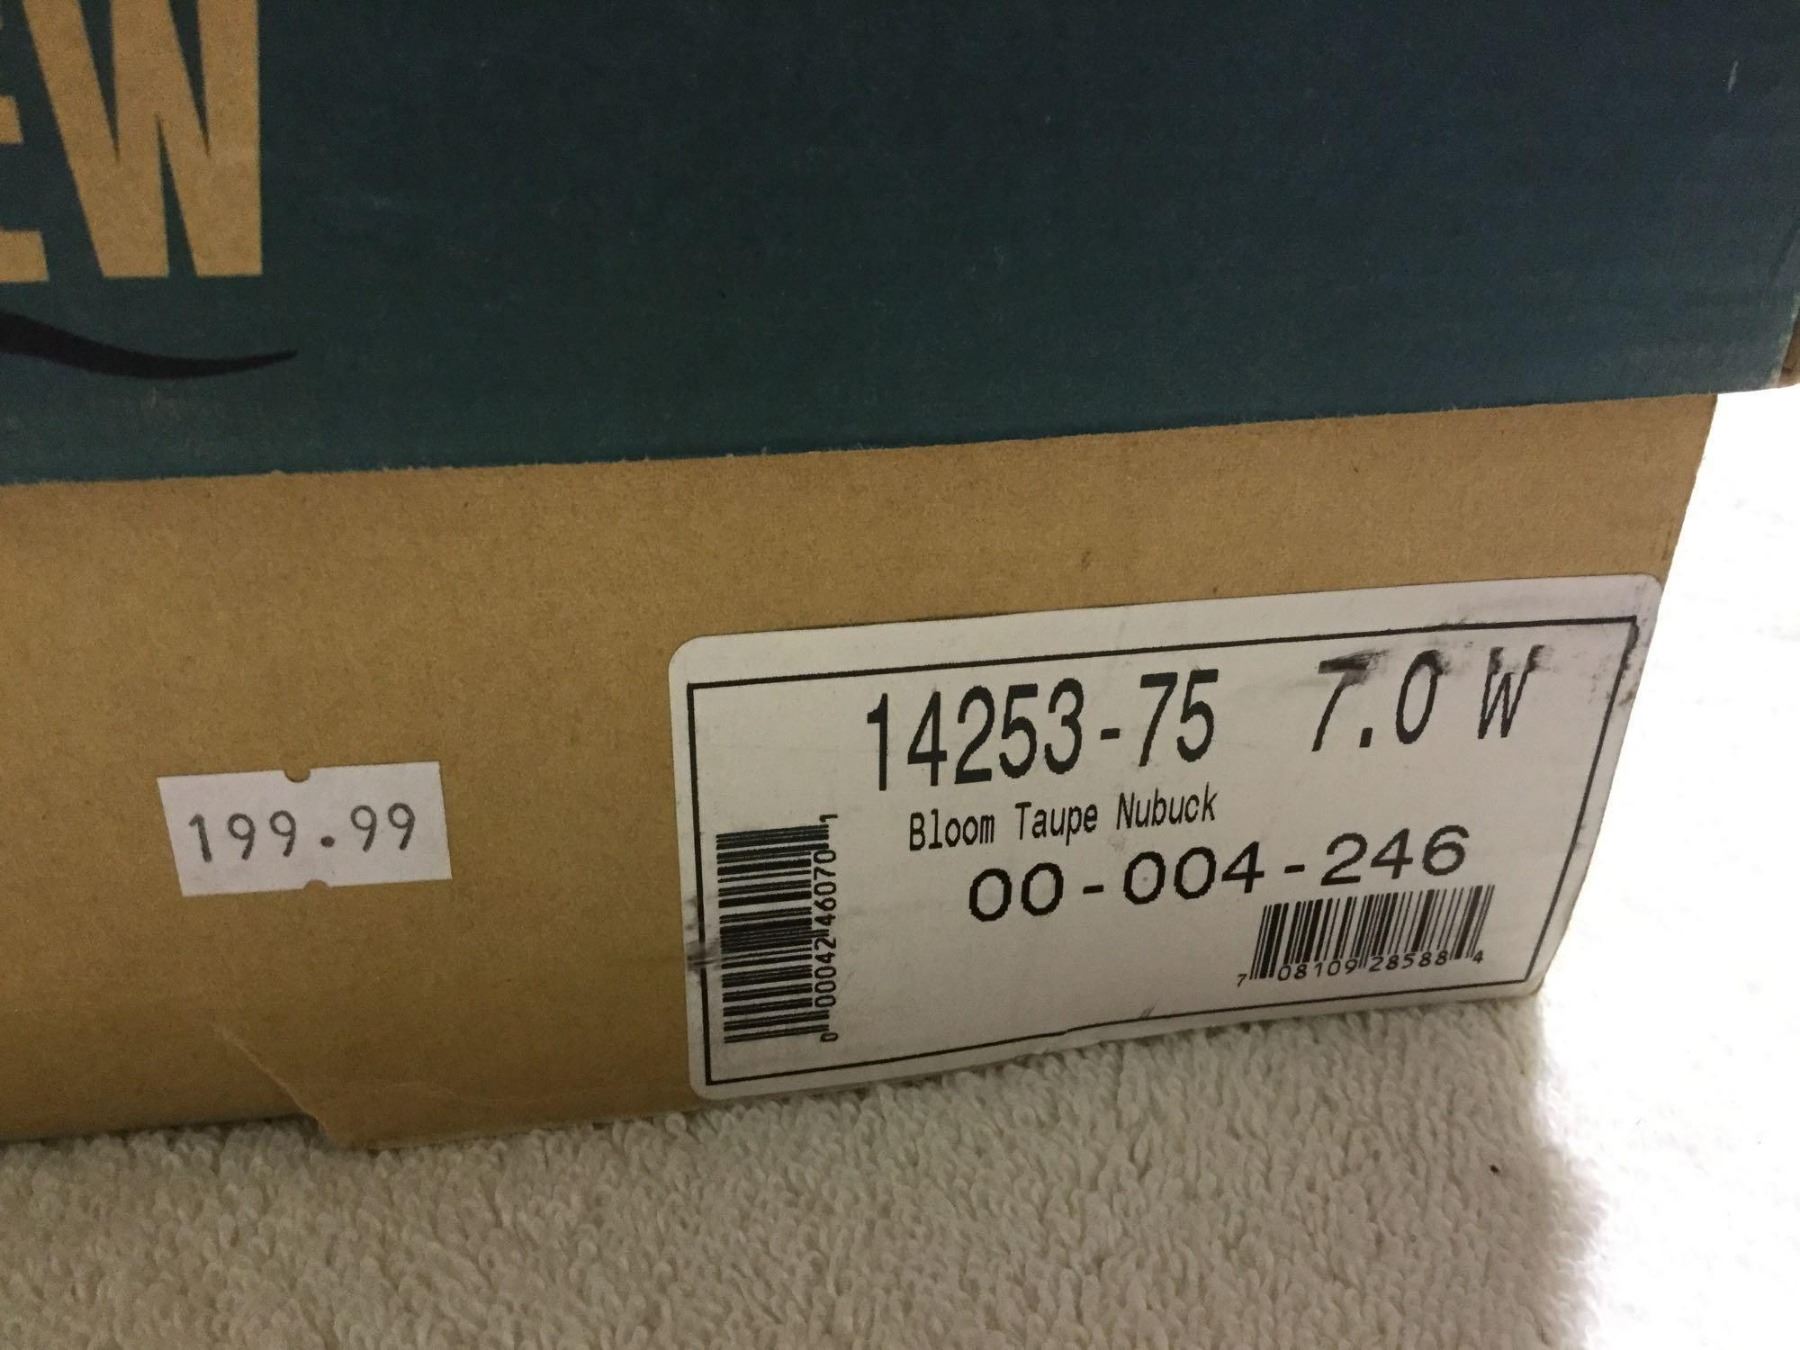 EW
199.99
14253-75 7.0 W
Bloom Taupe Nubuck
00-004-246
0 00042 46070 1
7 08109 28588 4